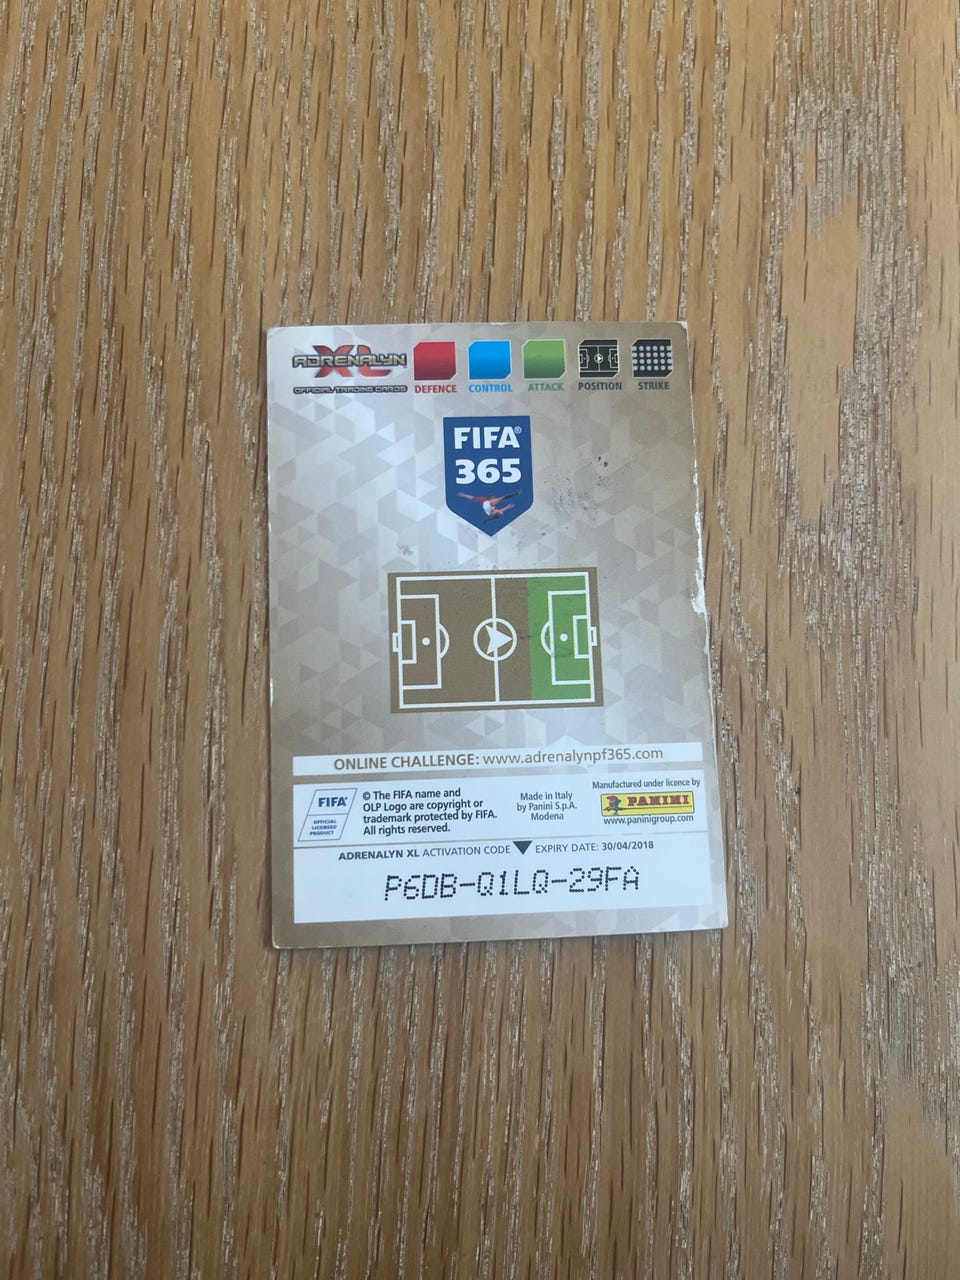 ADRENALYN XL
OFFICIAL TRADING CARDS
DEFENCE CONTROL ATTACK POSITION STRIKE
FIFA®
365
ONLINE CHALLENGE: www.adrenalynpf365.com
FIFA®
OFFICIAL
LICENSED
PRODUCT
© The FIFA name and
OLP Logo are copyright or
trademark protected by FIFA.
All rights reserved.
Made in Italy
by Panini S.p.A.
Modena
Manufactured under licence by
PANINI
www.paninigroup.com
ADRENALYN XL ACTIVATION CODE EXPIRY DATE: 30/04/2018
P6DB-Q1LQ-29FA